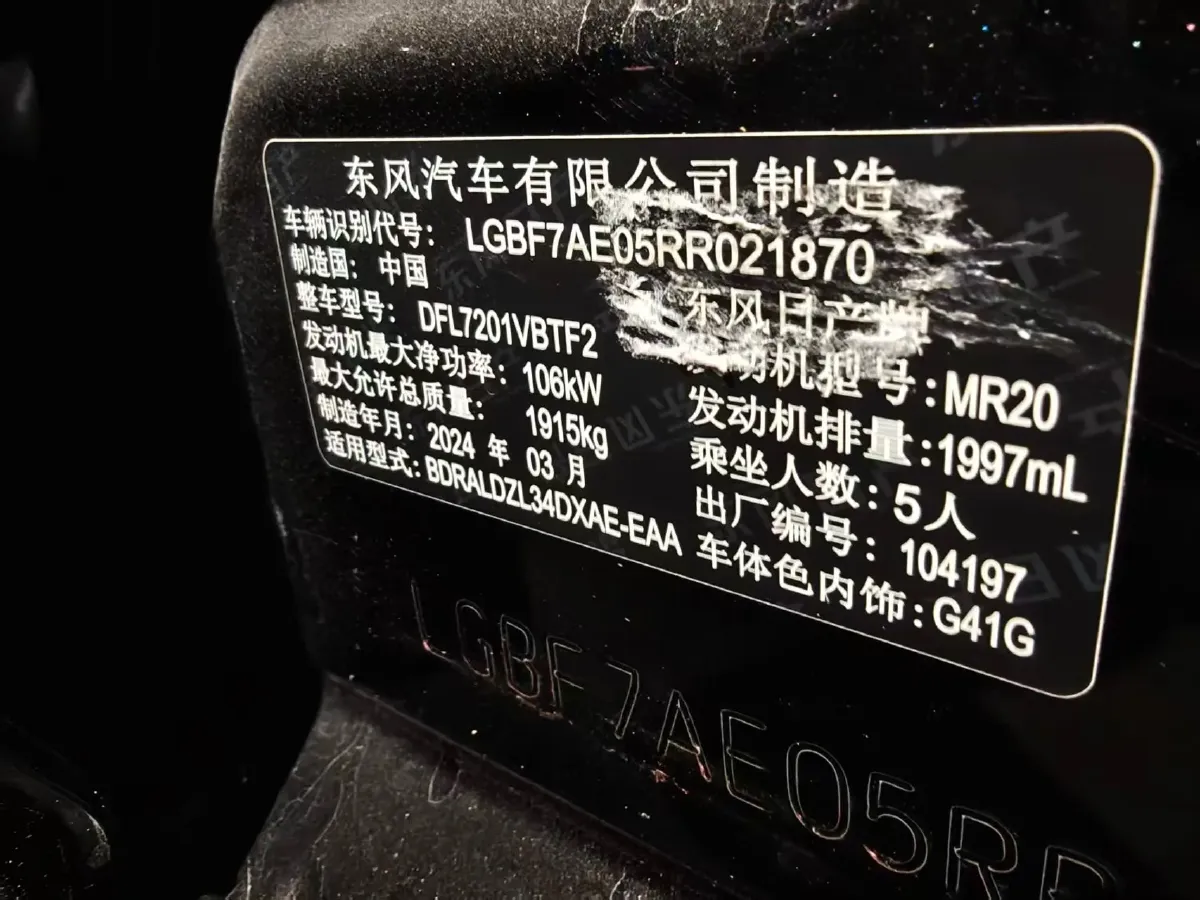 东风汽车有限公司制造
车辆识别代号: LGBF7AE05RR021870
制造国: 中国 东风日产牌
整车型号: DFL7201VBTF2 发动机型号:MR20
发动机最大净功率: 106kW 发动机排量:1997mL
最大允许总质量: 1915kg 乘坐人数: 5人
制造年月: 2024 年 03 月 出厂编号: 104197
适用型式: BDRALDZL34DXAE-EAA 车体色内饰:G41G
LGBF7AE05RR